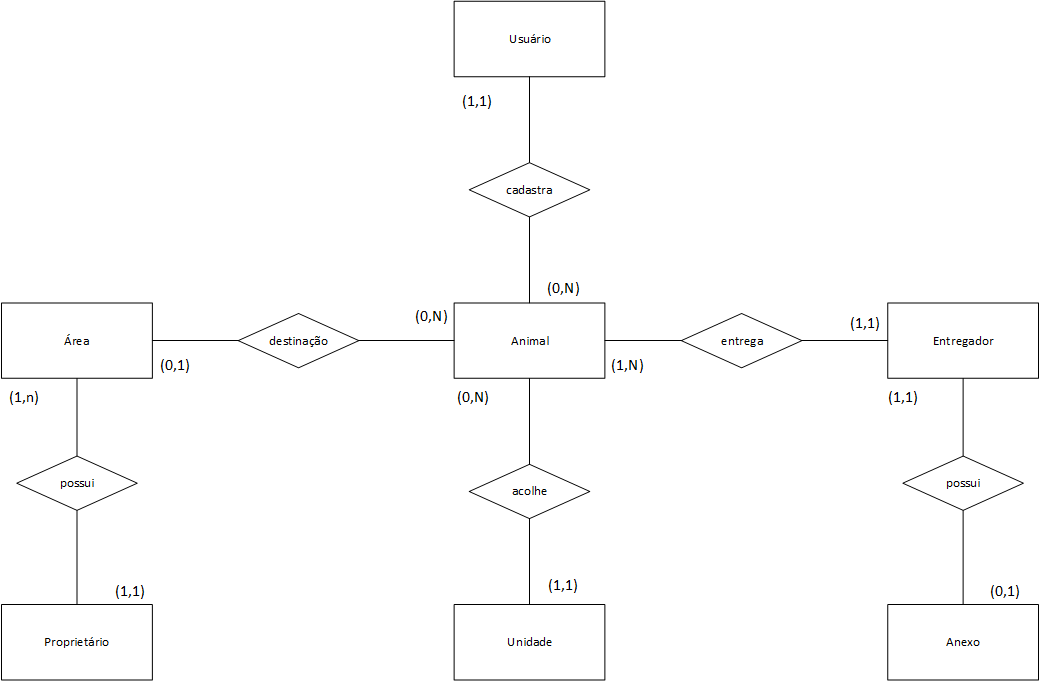 Usuário
(1,1)
cadastra
(0,N)
Área
destinação
(0,N)
Animal
entrega
(1,1)
Entregador
(0,1)
(1,N)
(1,n)
(0,N)
(1,1)
possui
acolhe
possui
(1,1)
(1,1)
(0,1)
Proprietário
Unidade
Anexo